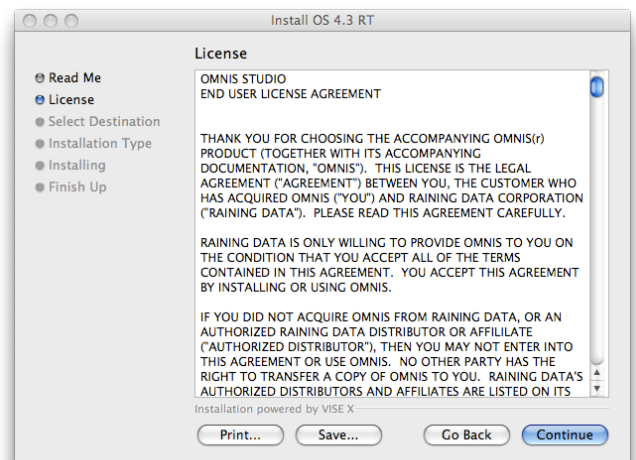 Install OS 4.3 RT
License
Read Me
License
Select Destination
Installation Type
Installing
Finish Up
OMNIS STUDIO
END USER LICENSE AGREEMENT
THANK YOU FOR CHOOSING THE ACCOMPANYING OMNIS(r)
PRODUCT (TOGETHER WITH ITS ACCOMPANYING
DOCUMENTATION, "OMNIS").  THIS LICENSE IS THE LEGAL
AGREEMENT ("AGREEMENT") BETWEEN YOU, THE CUSTOMER WHO
HAS ACQUIRED OMNIS ("YOU") AND RAINING DATA CORPORATION
("RAINING DATA").  PLEASE READ THIS AGREEMENT CAREFULLY.
RAINING DATA IS ONLY WILLING TO PROVIDE OMNIS TO YOU ON
THE CONDITION THAT YOU ACCEPT ALL OF THE TERMS
CONTAINED IN THIS AGREEMENT.  YOU ACCEPT THIS AGREEMENT
BY INSTALLING OR USING OMNIS.
IF YOU DID NOT ACQUIRE OMNIS FROM RAINING DATA, OR AN
AUTHORIZED RAINING DATA DISTRIBUTOR OR AFFILILATE
("AUTHORIZED DISTRIBUTOR"), THEN YOU MAY NOT ENTER INTO
THIS AGREEMENT OR USE OMNIS.  NO OTHER PARTY HAS THE
RIGHT TO TRANSFER A COPY OF OMNIS TO YOU.  RAINING DATA'S
AUTHORIZED DISTRIBUTORS AND AFFILIATES ARE LISTED ON ITS
Installation powered by VISE X
Print...
Save...
Go Back
Continue